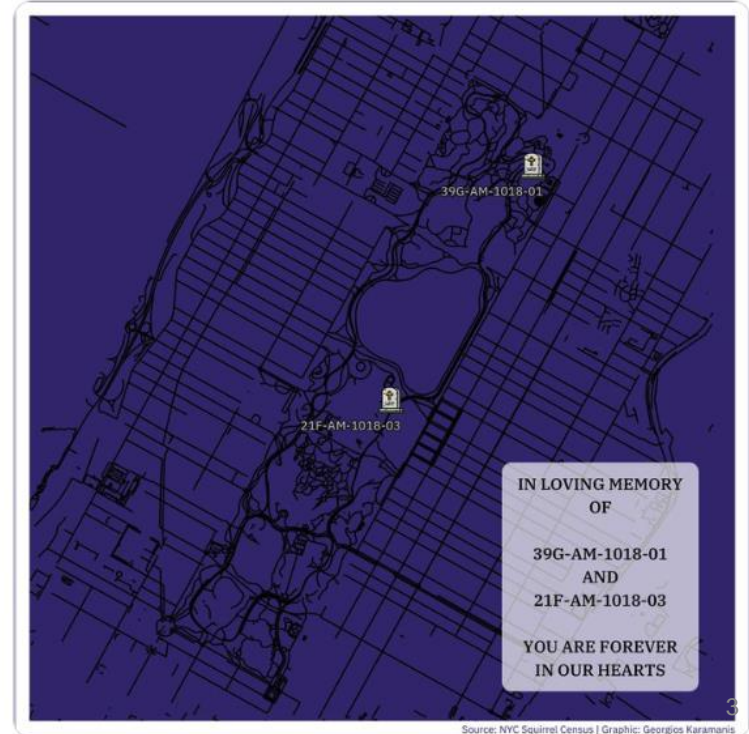 39G-AM-1018-01
21F-AM-1018-03
IN LOVING MEMORY
OF
39G-AM-1018-01
AND
21F-AM-1018-03
YOU ARE FOREVER
IN OUR HEARTS
3
Source: NYC Squirrel Census | Graphic: Georgios Karamanis